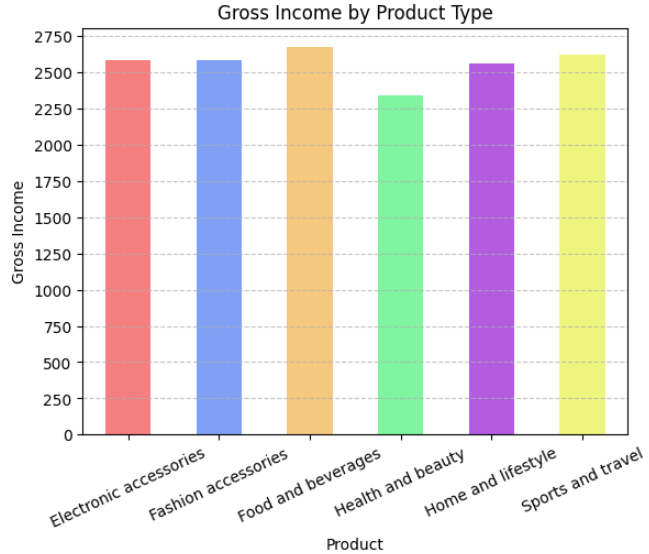 Gross Income by Product Type
Gross Income
2750
2500
2250
2000
1750
1500
1250
1000
750
500
250
0
Electronic accessories
Fashion accessories
Food and beverages
Health and beauty
Home and lifestyle
Sports and travel
Product